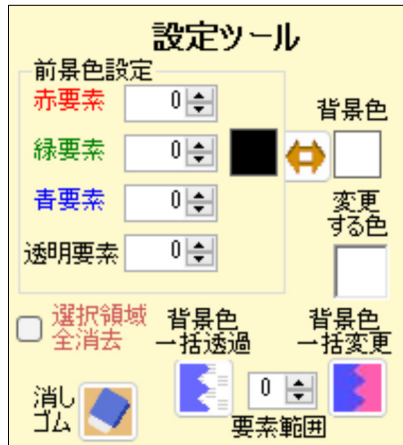 設定ツール
前景色設定
赤要素 0
背景色
緑要素 0
青要素 0
変更
する色
透明要素 0
選択領域
全消去
背景色
一括透過
背景色
一括変更
0
消し
ゴム
要素範囲